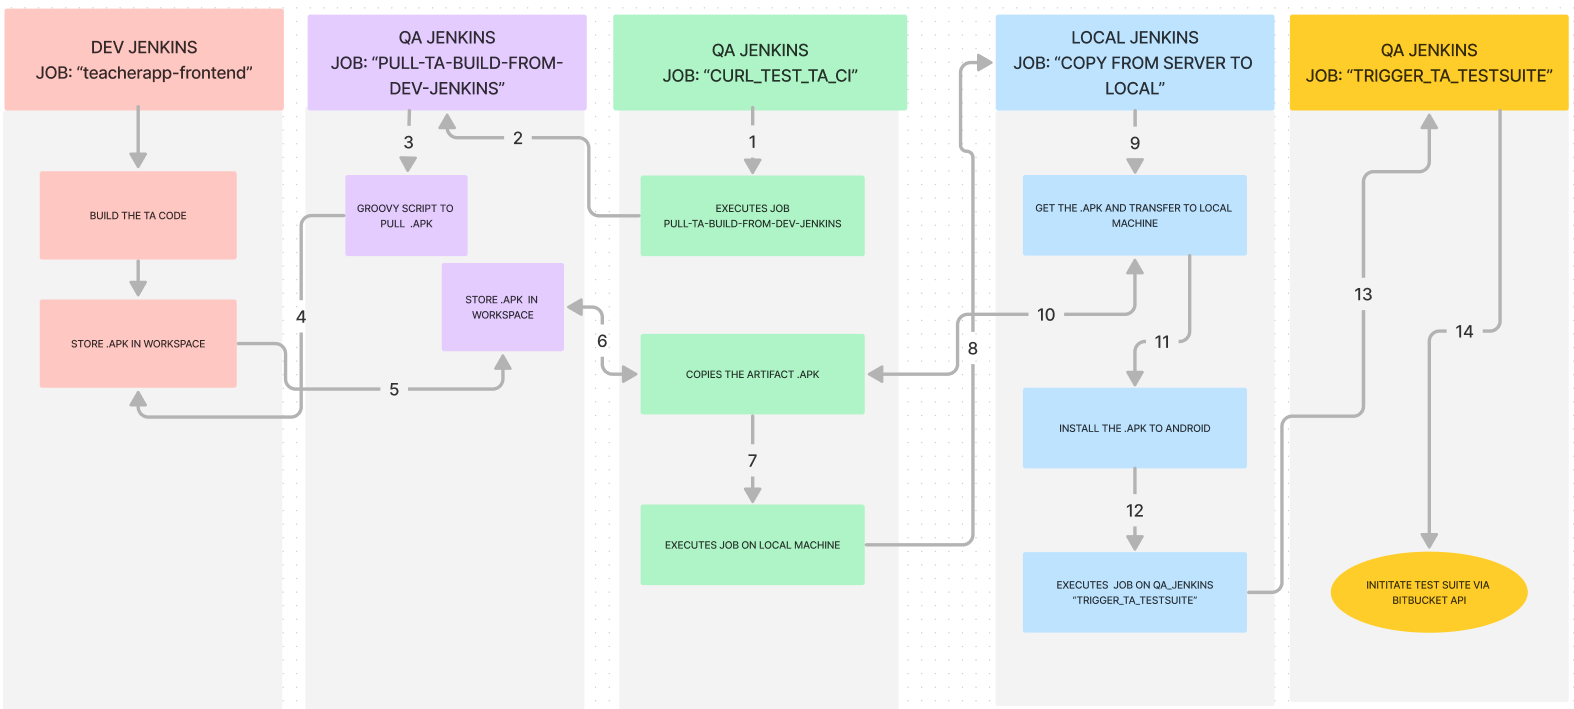 DEV JENKINS
JOB: “teacherapp-frontend”
QA JENKINS
JOB: “PULL-TA-BUILD-FROM-
DEV-JENKINS”
QA JENKINS
JOB: “CURL_TEST_TA_CI”
LOCAL JENKINS
JOB: “COPY FROM SERVER TO
LOCAL”
QA JENKINS
JOB: “TRIGGER_TA_TESTSUITE”
BUILD THE TA CODE
STORE .APK IN WORKSPACE
3
2
GROOVY SCRIPT TO
PULL .APK
4
STORE .APK IN
WORKSPACE
5
6
1
EXECUTES JOB
PULL-TA-BUILD-FROM-DEV-JENKINS
COPIES THE ARTIFACT .APK
7
EXECUTES JOB ON LOCAL MACHINE
8
9
GET THE .APK AND TRANSFER TO LOCAL
MACHINE
10
11
INSTALL THE .APK TO ANDROID
12
EXECUTES JOB ON QA_JENKINS
“TRIGGER_TA_TESTSUITE”
13
14
INITITATE TEST SUITE VIA
BITBUCKET API